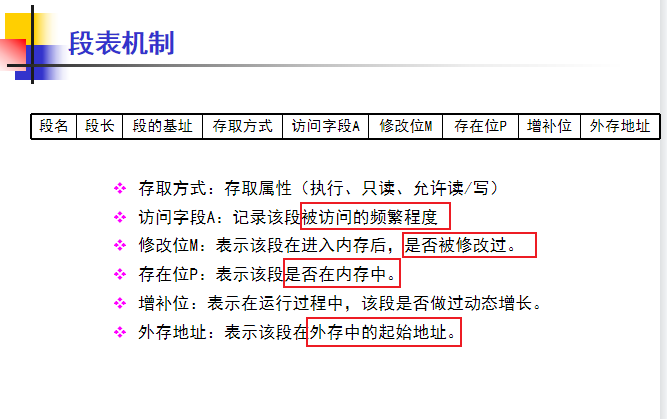 段表机制
段名 段长 段的基址 存取方式 访问字段A 修改位M 存在位P 增补位 外存地址
存取方式：存取属性（执行、只读、允许读/写）
访问字段A：记录该段被访问的频繁程度
修改位M：表示该段在进入内存后，是否被修改过。
存在位P：表示该段是否在内存中。
增补位：表示在运行过程中，该段是否做过动态增长。
外存地址：表示该段在外存中的起始地址。